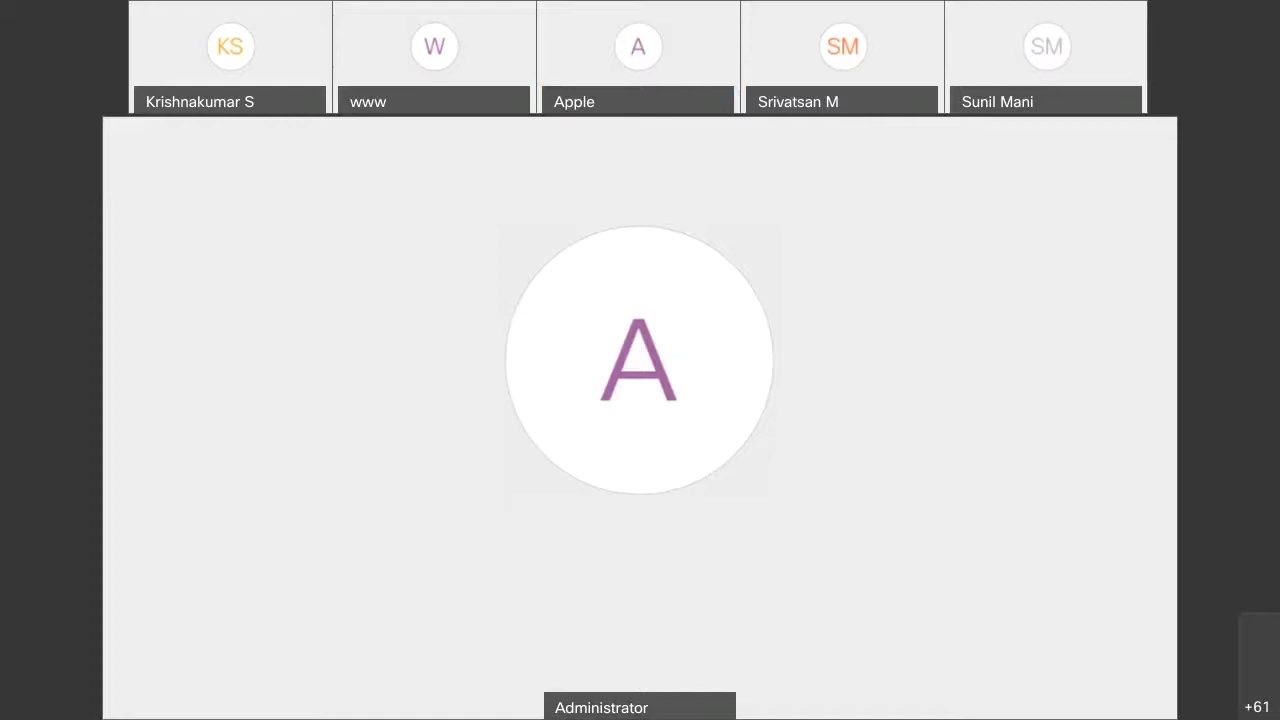 KS
W
A
SM
SM
Krishnakumar S
www
Apple
Srivatsan M
Sunil Mani
A
Administrator
+61